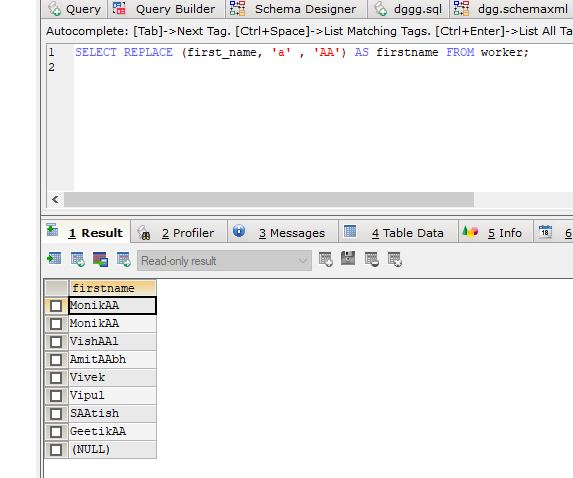 Query Query Builder Schema Designer dggg.sql dgg.schemaxml
Autocomplete: [Tab]->Next Tag. [Ctrl+Space]->List Matching Tags. [Ctrl+Enter]->List All Ta
1 SELECT REPLACE (first_name, 'a' , 'AA') AS firstname FROM worker;
2
1 Result 2 Profiler 3 Messages 4 Table Data 5 Info 18 6
Read-only result
firstname
MonikAA
MonikAA
VishAAl
AmitAAbh
Vivek
Vipul
SAAtish
GeetikAA
(NULL)